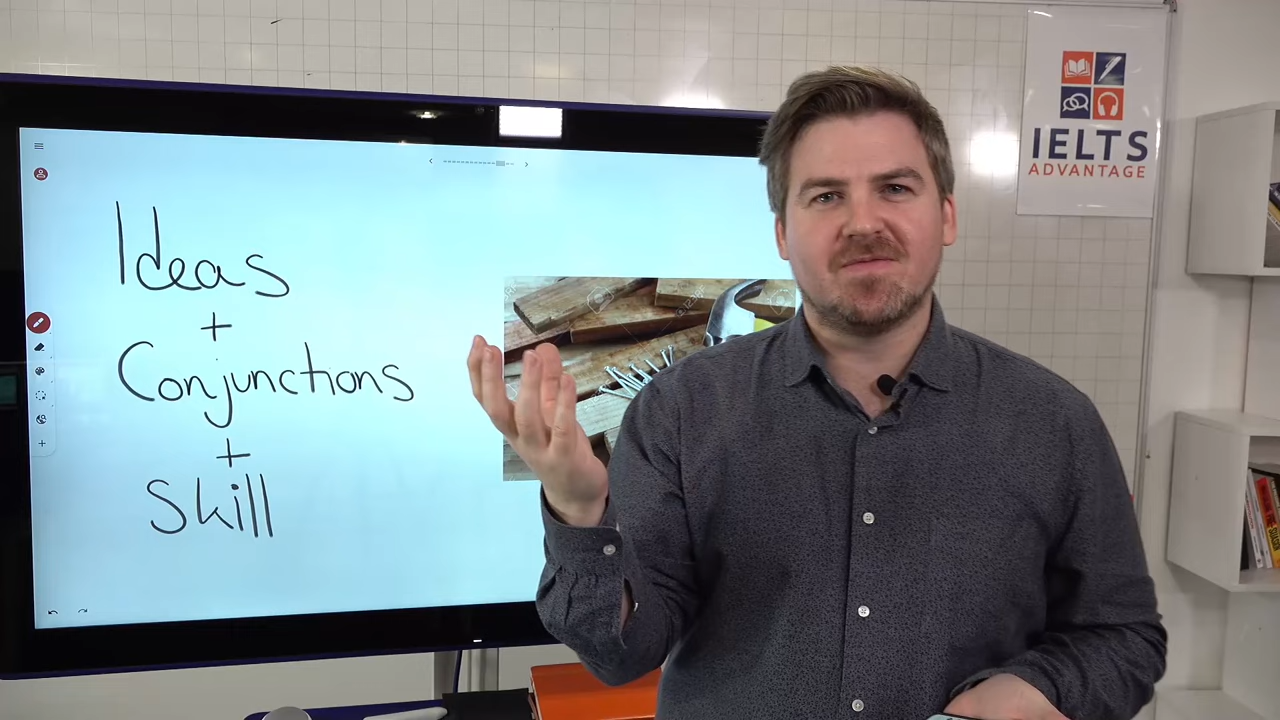 Ideas
+
Conjunctions
+
Skill
IELTS
ADVANTAGE